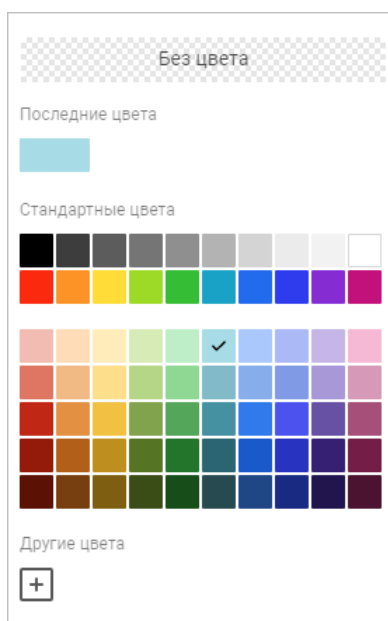 Без цвета
Последние цвета
Стандартные цвета
Другие цвета